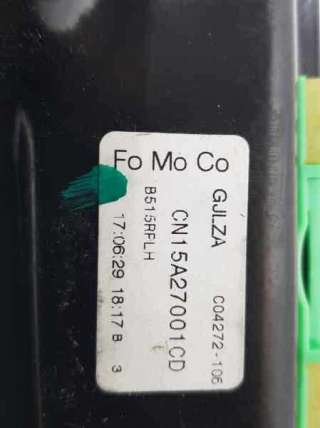 Fo Mo Co
GJLZA C04272-106
CN15A27001CD
B515RFLH
17:06:29 18:17 B 3